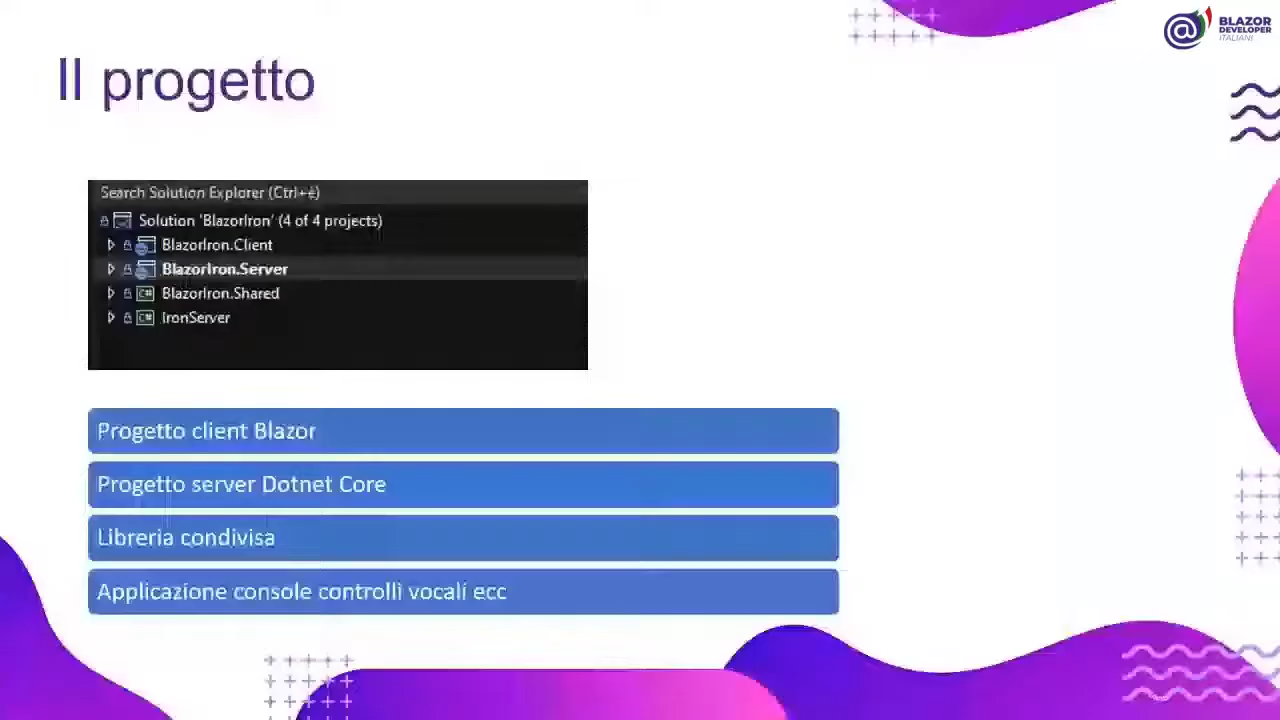 BLAZOR
DEVELOPER
ITALIANI
Il progetto
Search Solution Explorer (Ctrl+è)
Solution 'BlazorIron' (4 of 4 projects)
BlazorIron.Client
BlazorIron.Server
BlazorIron.Shared
IronServer
Progetto client Blazor
Progetto server Dotnet Core
Libreria condivisa
Applicazione console controlli vocali ecc